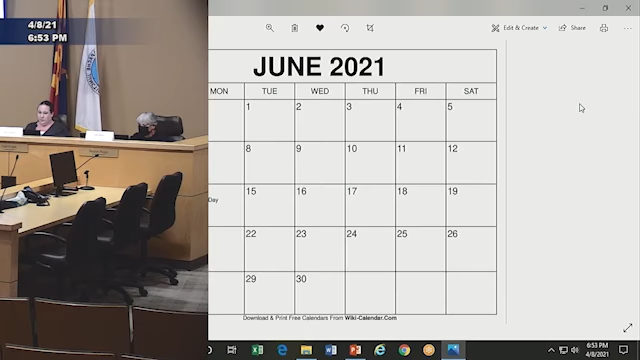 4/8/21
6:53 PM
Edit & Create
Share
JUNE 2021
MON TUE WED THU FRI SAT
1 2 3 4 5
8 9 10 11 12
15 16 17 18 19
Day
22 23 24 25 26
29 30
Download & Print Free Calendars From Wiki-Calendar.Com
6:53 PM
4/8/2021